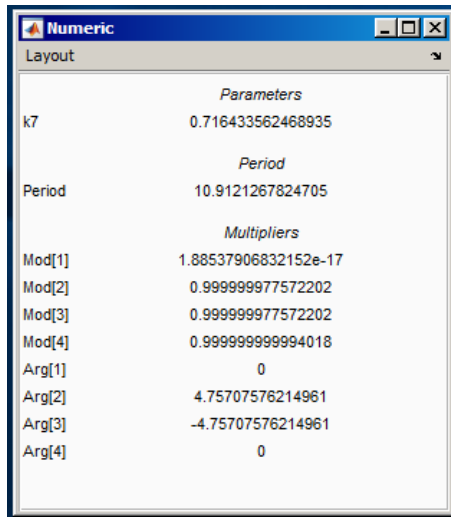 Numeric
Layout
Parameters
k7 0.716433562468935
Period
Period 10.9121267824705
Multipliers
Mod[1] 1.88537906832152e-17
Mod[2] 0.999999977572202
Mod[3] 0.999999977572202
Mod[4] 0.999999999994018
Arg[1] 0
Arg[2] 4.75707576214961
Arg[3] -4.75707576214961
Arg[4] 0